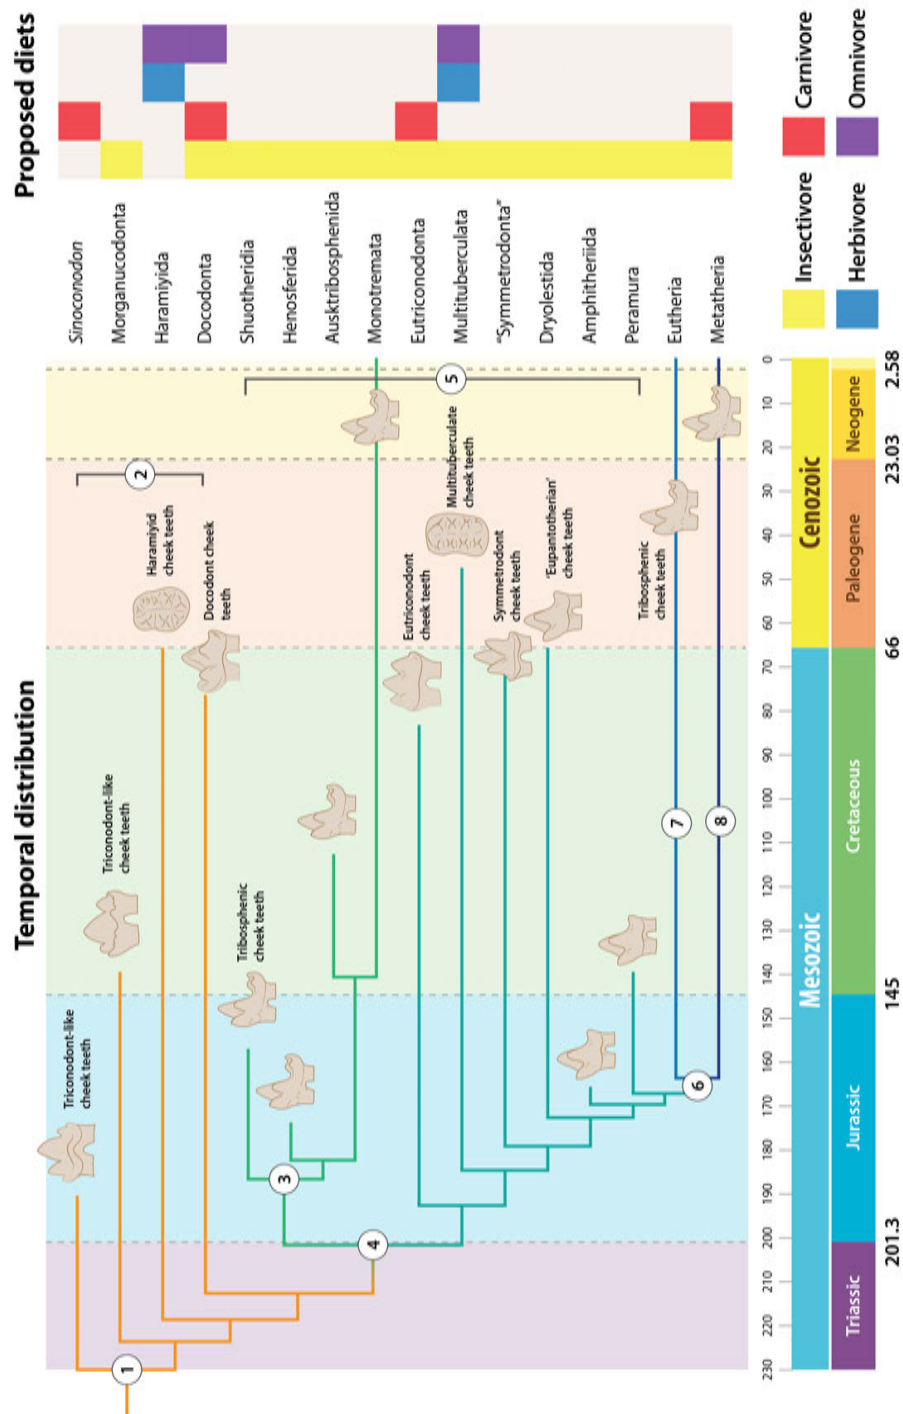 Temporal distribution
Proposed diets
Triconodont-like
cheek teeth
Triconodont-like
cheek teeth
Haramiyid
cheek teeth
Docodont cheek
teeth
Tribosphenic
cheek teeth
Eutriconodont
cheek teeth
Multituberculate
cheek teeth
Symmetrodont
cheek teeth
'Eupantotherian'
cheek teeth
Tribosphenic
cheek teeth
1
2
3
4
5
6
7
8
Sinoconodon
Morganucodonta
Haramiyida
Docodonta
Shuotheridia
Henosferida
Ausktribosphenida
Monotremata
Eutriconodonta
Multituberculata
"Symmetrodonta"
Dryolestida
Amphitheriida
Peramura
Eutheria
Metatheria
230 220 210 200 190 180 170 160 150 140 130 120 110 100 90 80 70 60 50 40 30 20 10 0
Mesozoic Cenozoic
Triassic Jurassic Cretaceous Paleogene Neogene
201.3 145 66 23.03 2.58
Insectivore Carnivore
Herbivore Omnivore